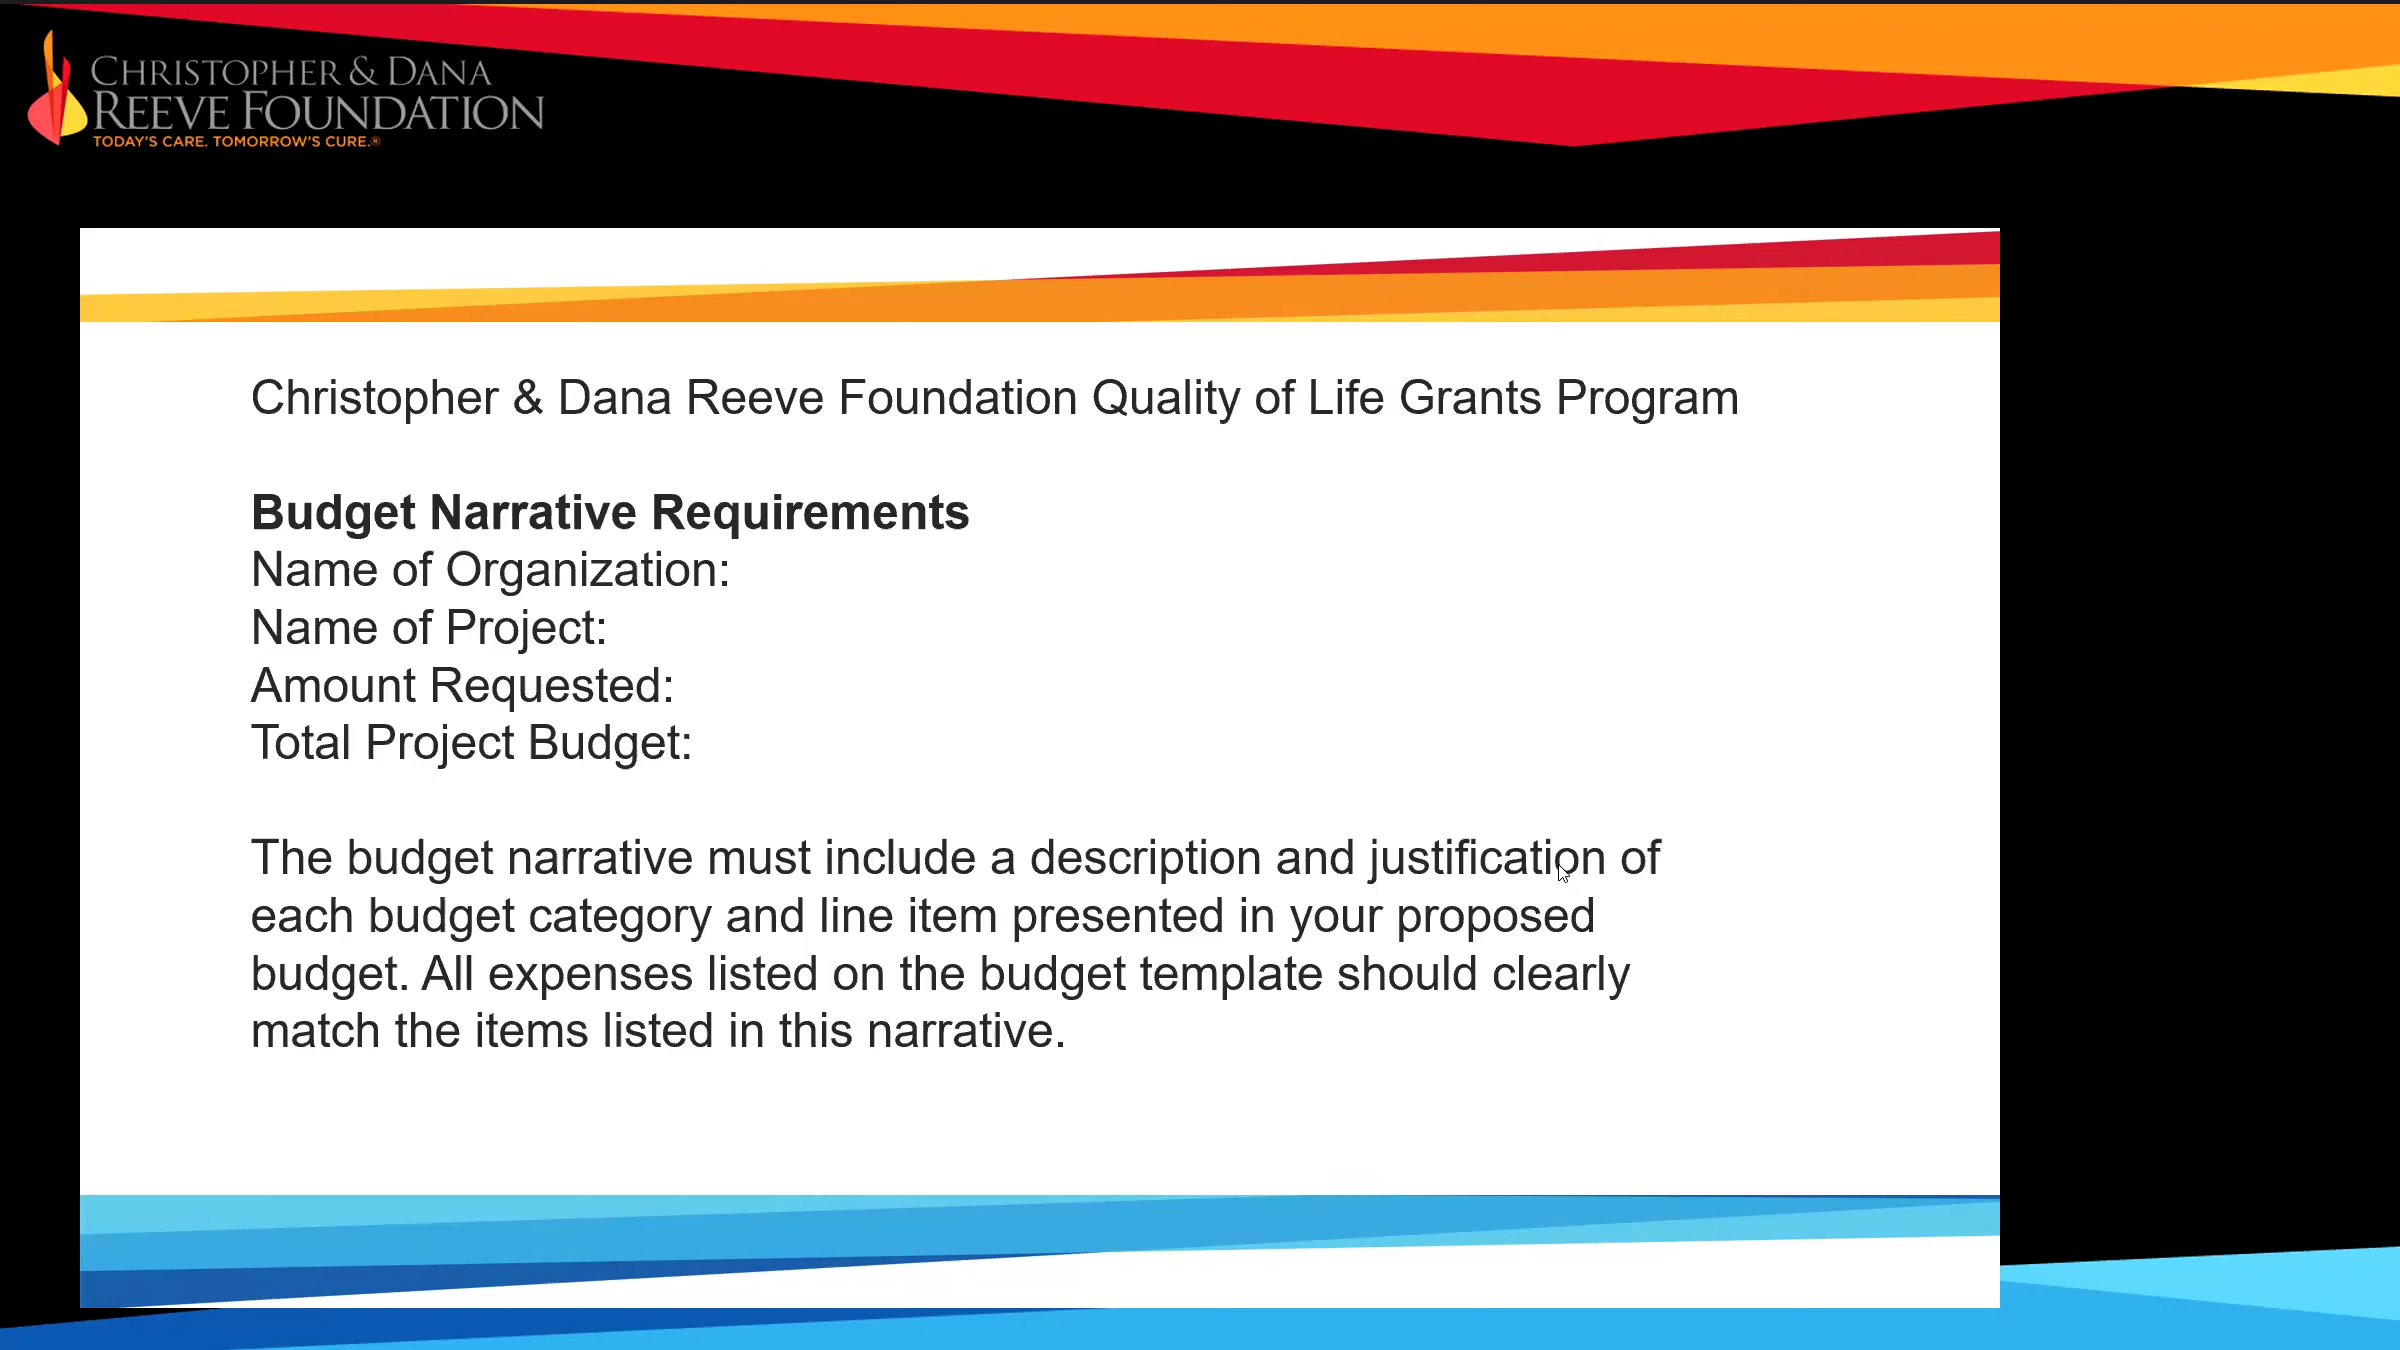 CHRISTOPHER & DANA
REEVE FOUNDATION
TODAY'S CARE. TOMORROW'S CURE.®
Christopher & Dana Reeve Foundation Quality of Life Grants Program
Budget Narrative Requirements
Name of Organization:
Name of Project:
Amount Requested:
Total Project Budget:
The budget narrative must include a description and justification of
each budget category and line item presented in your proposed
budget. All expenses listed on the budget template should clearly
match the items listed in this narrative.